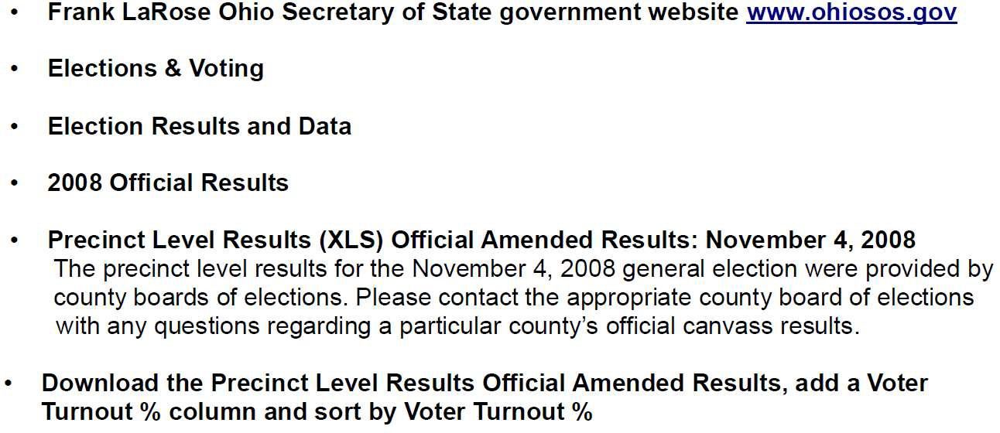 • Frank LaRose Ohio Secretary of State government website www.ohiosos.gov
• Elections & Voting
• Election Results and Data
• 2008 Official Results
• Precinct Level Results (XLS) Official Amended Results: November 4, 2008
The precinct level results for the November 4, 2008 general election were provided by
county boards of elections. Please contact the appropriate county board of elections
with any questions regarding a particular county’s official canvass results.
• Download the Precinct Level Results Official Amended Results, add a Voter
Turnout % column and sort by Voter Turnout %